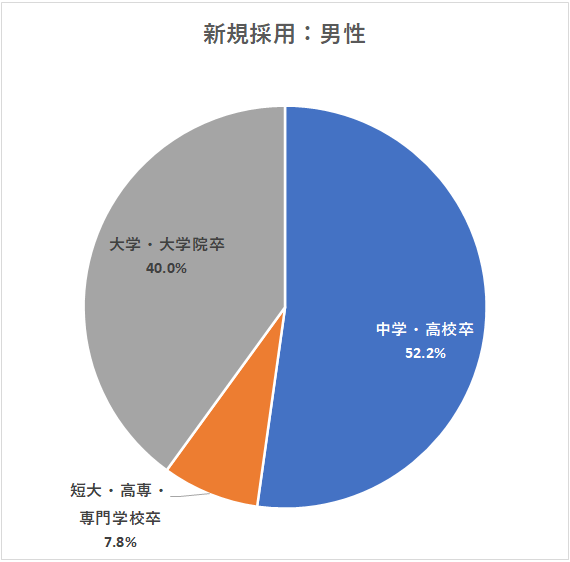 新規採用：男性
大学・大学院卒
40.0%
中学・高校卒
52.2%
短大・高専・
専門学校卒
7.8%